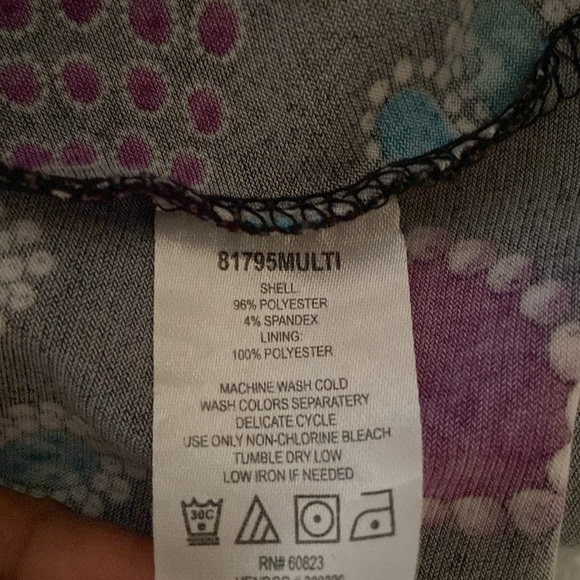 81795MULTI
SHELL:
96% POLYESTER
4% SPANDEX
LINING:
100% POLYESTER
MACHINE WASH COLD
WASH COLORS SEPARATERY
DELICATE CYCLE
USE ONLY NON-CHLORINE BLEACH
TUMBLE DRY LOW
LOW IRON IF NEEDED
30C
RN# 60823
VENDOR #